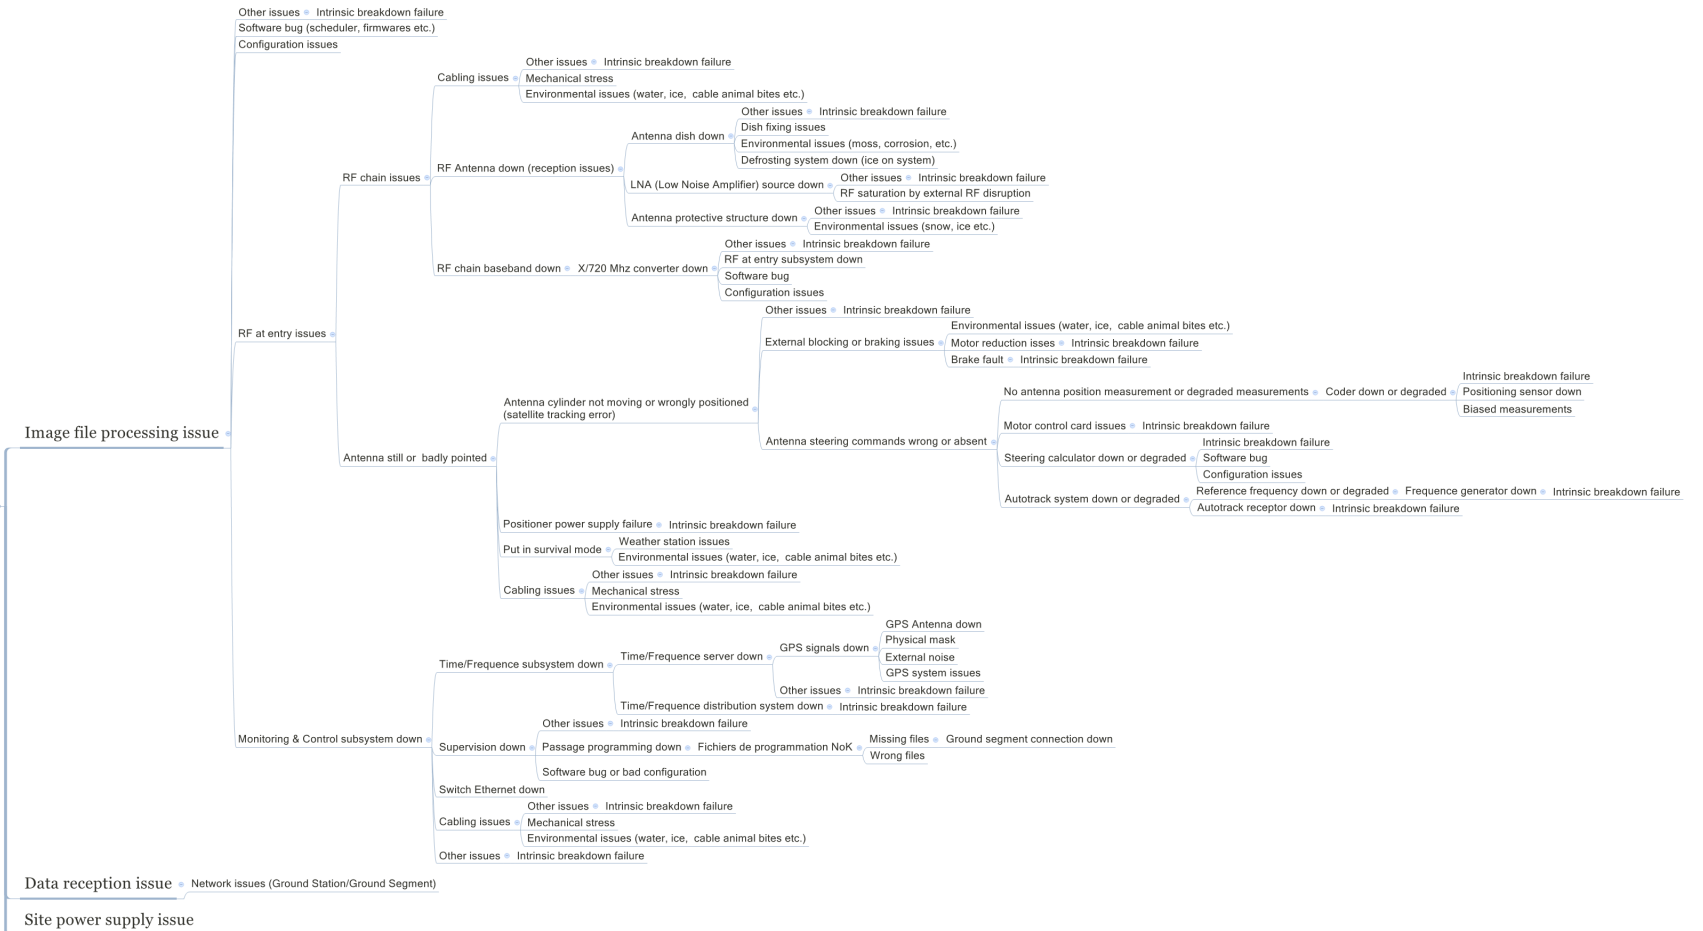 Other issues Intrinsic breakdown failure
Software bug (scheduler, firmwares etc.)
Configuration issues
Other issues Intrinsic breakdown failure
Cabling issues Mechanical stress
Environmental issues (water, ice, cable animal bites etc.)
Other issues Intrinsic breakdown failure
Dish fixing issues
Antenna dish down
Environmental issues (moss, corrosion, etc.)
Defrosting system down (ice on system)
RF Antenna down (reception issues)
RF chain issues
Other issues Intrinsic breakdown failure
LNA (Low Noise Amplifier) source down
RF saturation by external RF disruption
Other issues Intrinsic breakdown failure
Antenna protective structure down
Environmental issues (snow, ice etc.)
Other issues Intrinsic breakdown failure
RF at entry subsystem down
RF chain baseband down X/720 Mhz converter down
Software bug
Configuration issues
Other issues Intrinsic breakdown failure
Environmental issues (water, ice, cable animal bites etc.)
RF at entry issues
External blocking or braking issues Motor reduction isses Intrinsic breakdown failure
Brake fault Intrinsic breakdown failure
Intrinsic breakdown failure
No antenna position measurement or degraded measurements Coder down or degraded Positioning sensor down
Biased measurements
Antenna cylinder not moving or wrongly positioned
(satellite tracking error)
Motor control card issues Intrinsic breakdown failure
Image file processing issue
Antenna steering commands wrong or absent
Intrinsic breakdown failure
Antenna still or badly pointed
Steering calculator down or degraded Software bug
Configuration issues
Reference frequency down or degraded Frequence generator down Intrinsic breakdown failure
Autotrack system down or degraded
Autotrack receptor down Intrinsic breakdown failure
Positioner power supply failure Intrinsic breakdown failure
Weather station issues
Put in survival mode
Environmental issues (water, ice, cable animal bites etc.)
Other issues Intrinsic breakdown failure
Cabling issues Mechanical stress
Environmental issues (water, ice, cable animal bites etc.)
GPS Antenna down
Physical mask
GPS signals down
External noise
Time/Frequence server down
Time/Frequence subsystem down
GPS system issues
Other issues Intrinsic breakdown failure
Time/Frequence distribution system down Intrinsic breakdown failure
Other issues Intrinsic breakdown failure
Monitoring & Control subsystem down
Missing files Ground segment connection down
Supervision down Passage programming down Fichiers de programmation NoK
Wrong files
Software bug or bad configuration
Switch Ethernet down
Other issues Intrinsic breakdown failure
Cabling issues Mechanical stress
Environmental issues (water, ice, cable animal bites etc.)
Other issues Intrinsic breakdown failure
Data reception issue Network issues (Ground Station/Ground Segment)
Site power supply issue